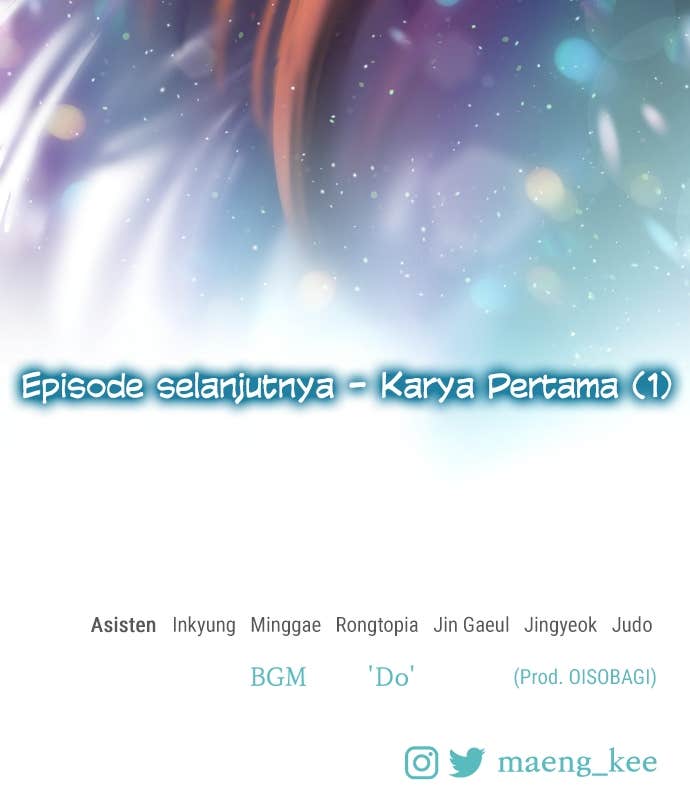 Episode selanjutnya - Karya Pertama (1)
Asisten Inkyung Minggae Rongtopia Jin Gaeul Jingyeok Judo
BGM 'Do' (Prod. OISOBAGI)
maeng_kee